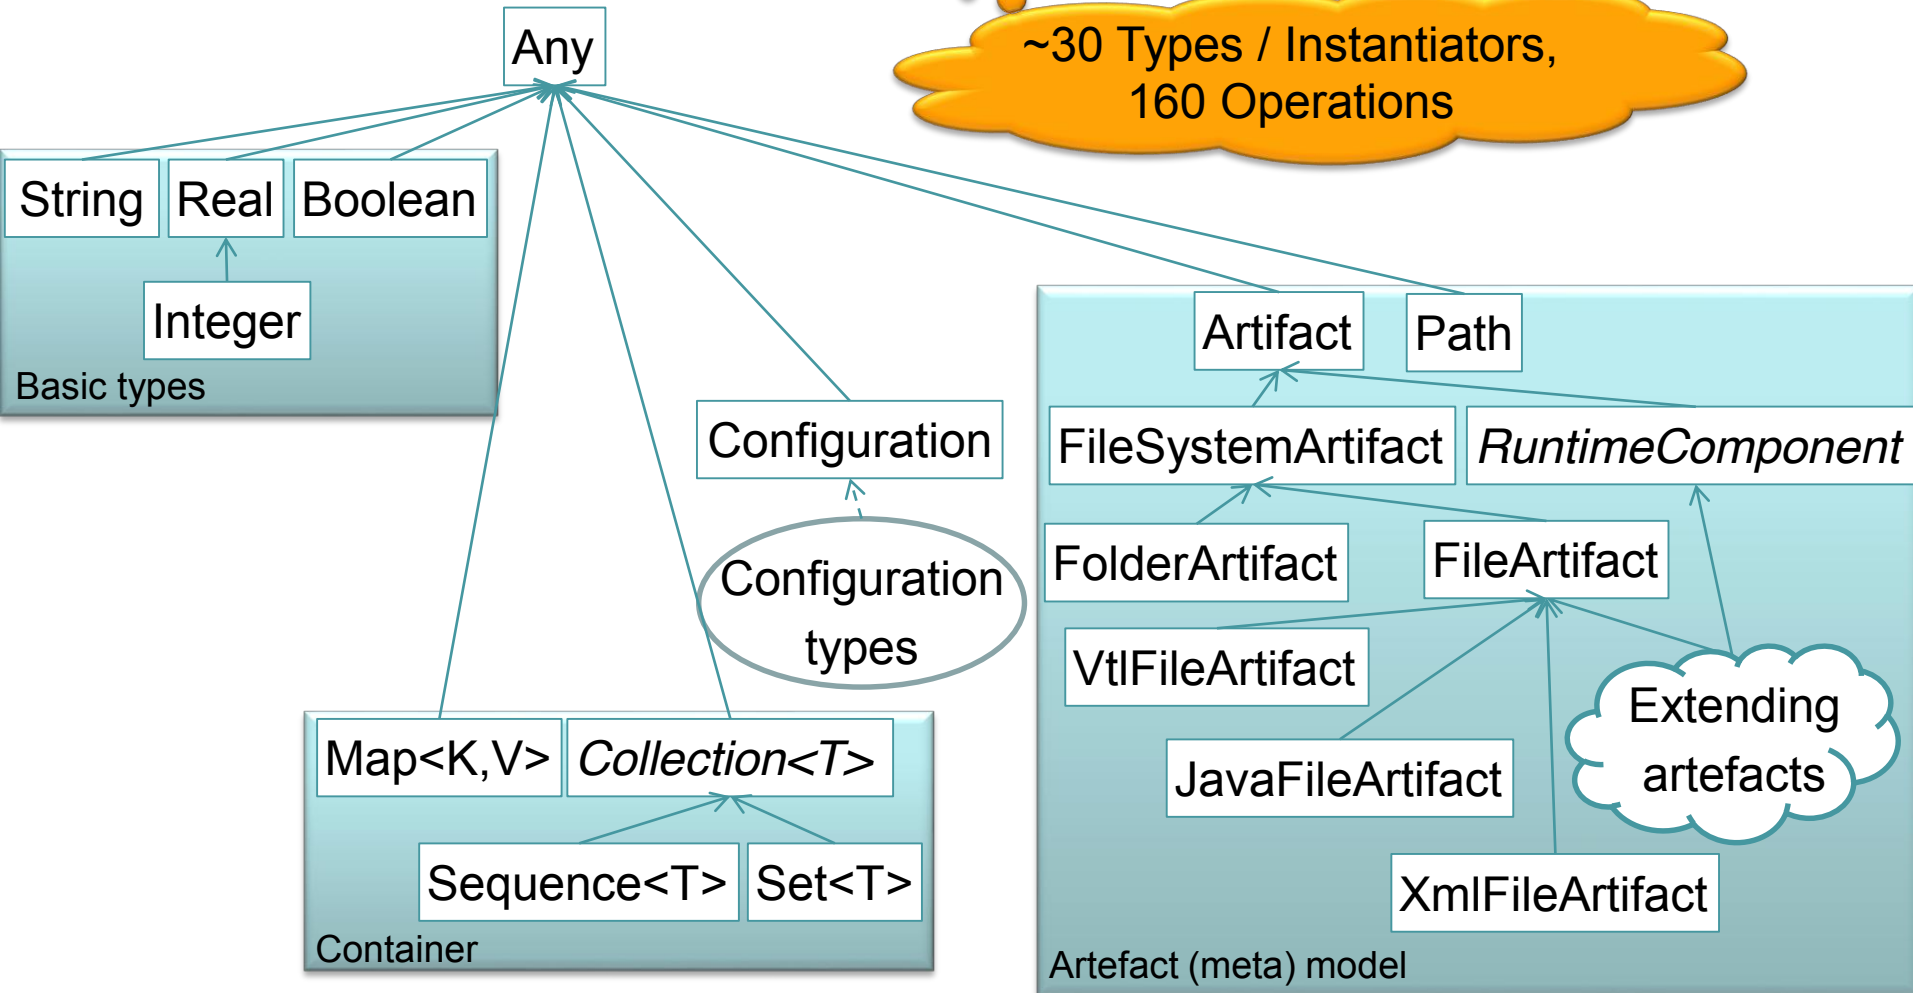 Any
~30 Types / Instantiators,
160 Operations
String Real Boolean
Integer
Basic types
Artifact Path
Configuration
FileSystemArtifact RuntimeComponent
Configuration
types
FolderArtifact FileArtifact
VtlFileArtifact
Extending
artefacts
Map<K,V> Collection<T>
JavaFileArtifact
Sequence<T> Set<T>
XmlFileArtifact
Container
Artefact (meta) model